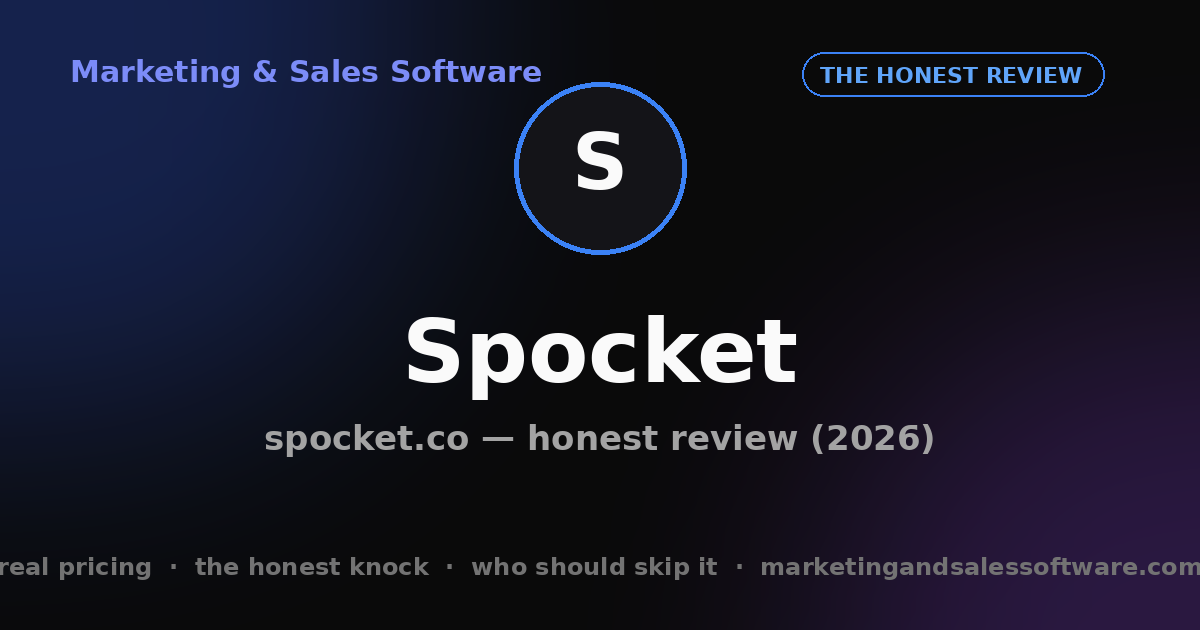 Marketing & Sales Software
THE HONEST REVIEW
S
Spocket
spocket.co — honest review (2026)
real pricing · the honest knock · who should skip it · marketingandsalessoftware.com